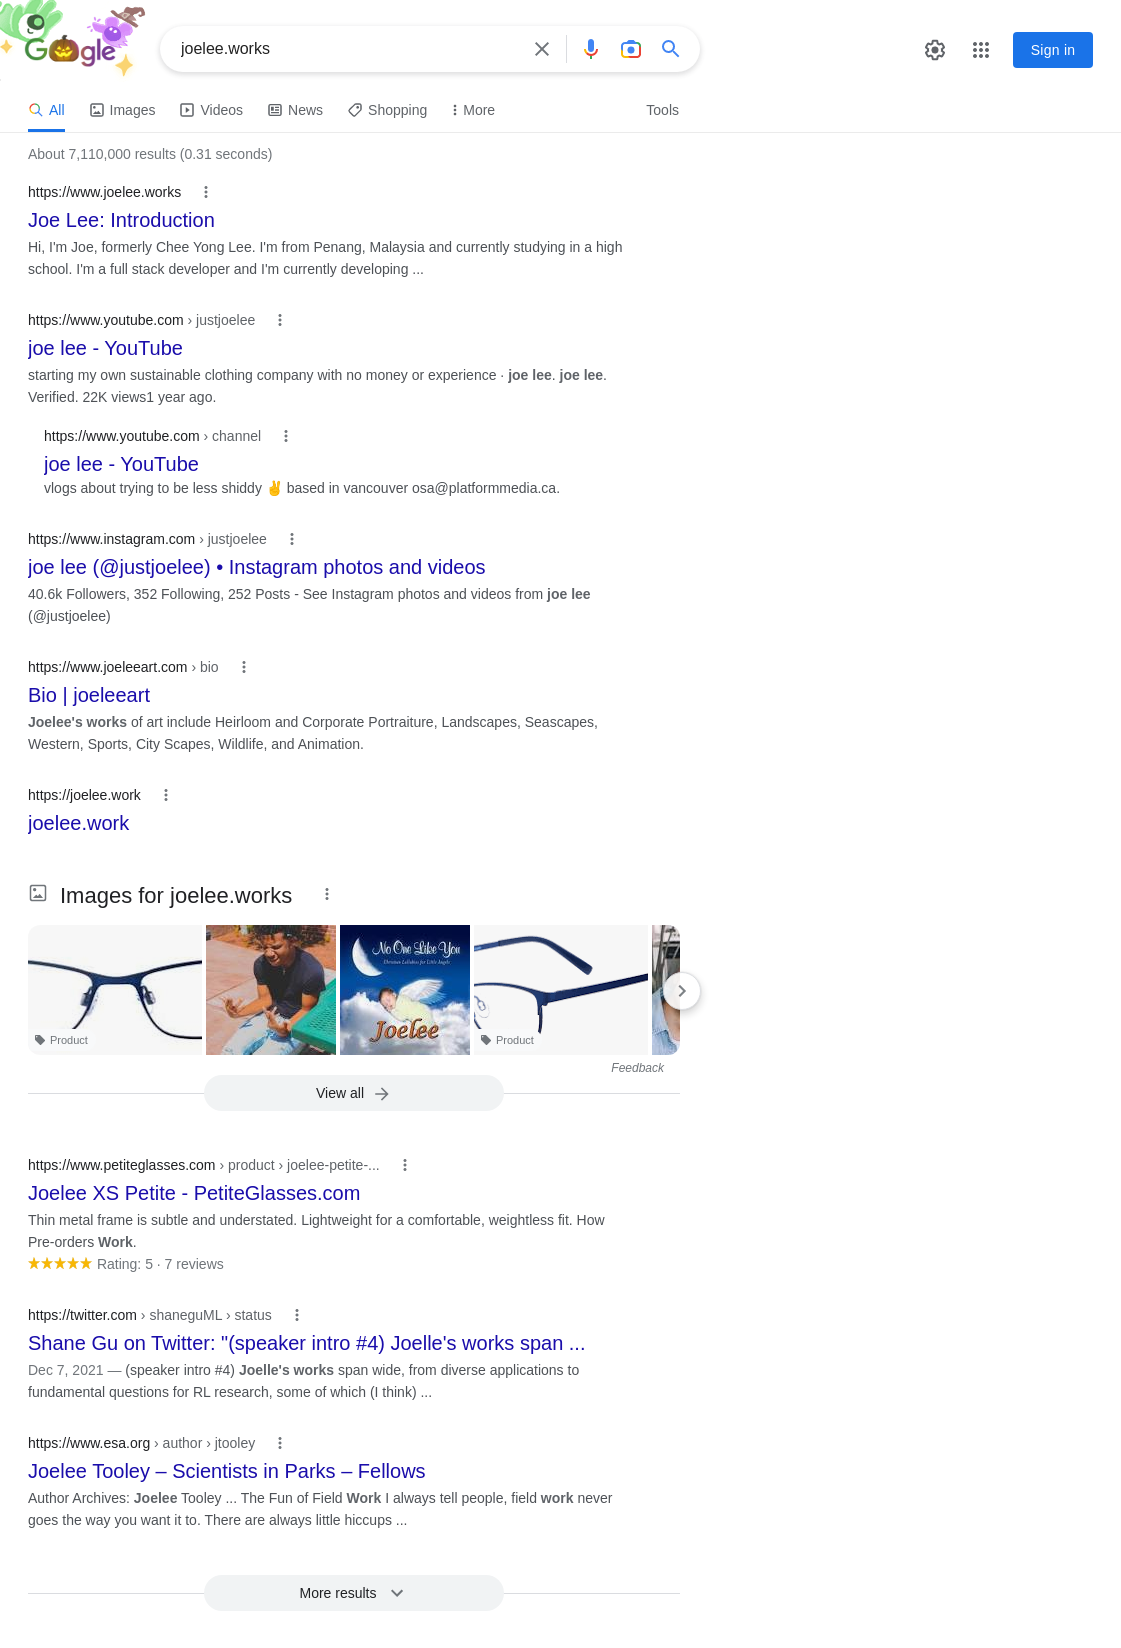 Google
joelee.works
Sign in
All
Images
Videos
News
Shopping
More
Tools
About 7,110,000 results (0.31 seconds)
https://www.joelee.works
Joe Lee: Introduction
Hi, I'm Joe, formerly Chee Yong Lee. I'm from Penang, Malaysia and currently studying in a high
school. I'm a full stack developer and I'm currently developing ...
https://www.youtube.com › justjoelee
joe lee - YouTube
starting my own sustainable clothing company with no money or experience · joe lee. joe lee.
Verified. 22K views1 year ago.
https://www.youtube.com › channel
joe lee - YouTube
vlogs about trying to be less shiddy ✌ based in vancouver osa@platformmedia.ca.
https://www.instagram.com › justjoelee
joe lee (@justjoelee) • Instagram photos and videos
40.6k Followers, 352 Following, 252 Posts - See Instagram photos and videos from joe lee
(@justjoelee)
https://www.joeleeart.com › bio
Bio | joeleeart
Joelee's works of art include Heirloom and Corporate Portraiture, Landscapes, Seascapes,
Western, Sports, City Scapes, Wildlife, and Animation.
https://joelee.work
joelee.work
Images for joelee.works
No One Like You
Christian Lullabies for Little Angels
Joelee
Product
Product
Feedback
View all
https://www.petiteglasses.com › product › joelee-petite-...
Joelee XS Petite - PetiteGlasses.com
Thin metal frame is subtle and understated. Lightweight for a comfortable, weightless fit. How
Pre-orders Work.
Rating: 5 · 7 reviews
https://twitter.com › shaneguML › status
Shane Gu on Twitter: "(speaker intro #4) Joelle's works span ...
Dec 7, 2021 — (speaker intro #4) Joelle's works span wide, from diverse applications to
fundamental questions for RL research, some of which (I think) ...
https://www.esa.org › author › jtooley
Joelee Tooley – Scientists in Parks – Fellows
Author Archives: Joelee Tooley ... The Fun of Field Work I always tell people, field work never
goes the way you want it to. There are always little hiccups ...
More results